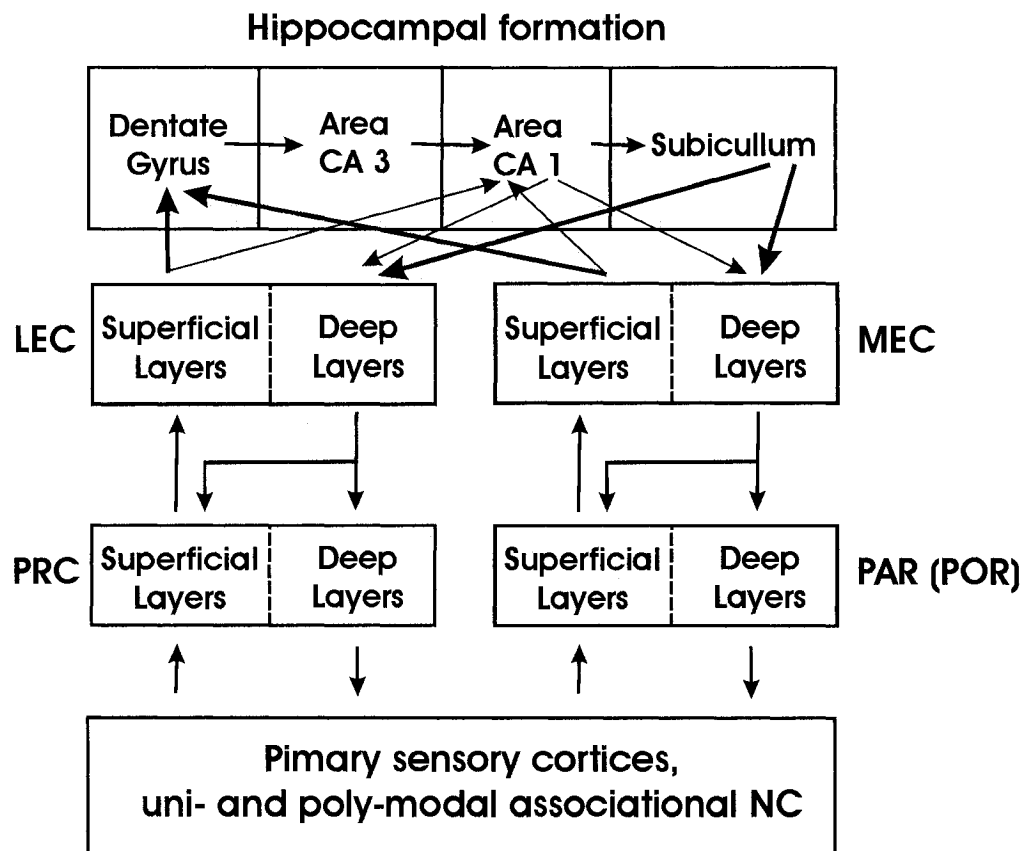 Hippocampal formation
Dentate
Gyrus
Area
CA 3
Area
CA 1
Subicullum
LEC
Superficial
Layers
Deep
Layers
Superficial
Layers
Deep
Layers
MEC
PRC
Superficial
Layers
Deep
Layers
Superficial
Layers
Deep
Layers
PAR (POR)
Pimary sensory cortices,
uni- and poly-modal associational NC